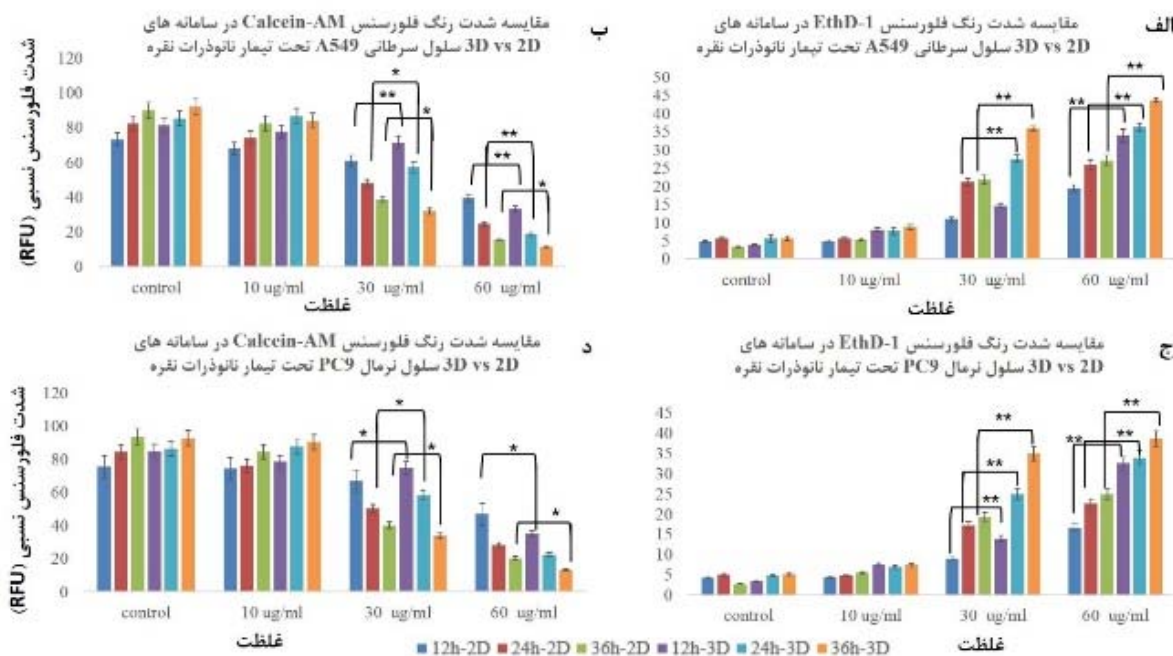 الف
مقایسه شدت رنگ فلورسنس EthD-1 در سامانه های
3D vs 2D سلول سرطانی A549 تحت تیمار نانوذرات نقره
50
45
40
35
30
25
20
15
10
5
0
** ** ** ** **
control 10 ug/ml 30 ug/ml 60 ug/ml
غلظت
ب
مقایسه شدت رنگ فلورسنس Calcein-AM در سامانه های
3D vs 2D سلول سرطانی A549 تحت تیمار نانوذرات نقره
شدت فلورسنس نسبی (RFU)
120
100
80
60
40
20
0
** * * ** ** *
control 10 ug/ml 30 ug/ml 60 ug/ml
غلظت
ج
مقایسه شدت رنگ فلورسنس EthD-1 در سامانه های
3D vs 2D سلول نرمال PC9 تحت تیمار نانوذرات نقره
45
40
35
30
25
20
15
10
5
0
** ** ** ** ** **
control 10 ug/ml 30 ug/ml 60 ug/ml
غلظت
د
مقایسه شدت رنگ فلورسنس Calcein-AM در سامانه های
3D vs 2D سلول نرمال PC9 تحت تیمار نانوذرات نقره
شدت فلورسنس نسبی (RFU)
120
100
80
60
40
20
0
* * * * *
control 10 ug/ml 30 ug/ml 60 ug/ml
غلظت
12h-2D 24h-2D 36h-2D 12h-3D 24h-3D 36h-3D